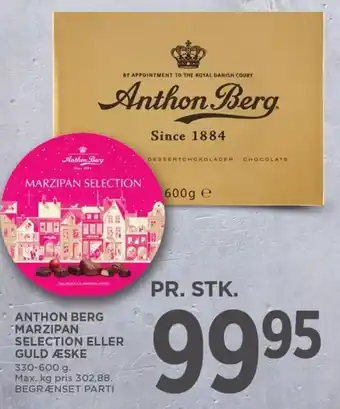 BY APPOINTMENT TO THE ROYAL DANISH COURT
Anthon Berg
Since 1884
DESSERTCHOKOLADER CHOCOLATS
600g ℮
Anthon Berg
MARZIPAN SELECTION
PR. STK.
99 95
ANTHON BERG
MARZIPAN
SELECTION ELLER
GULD ÆSKE
330-600 g.
Max. kg pris 302,88.
BEGRÆNSET PARTI